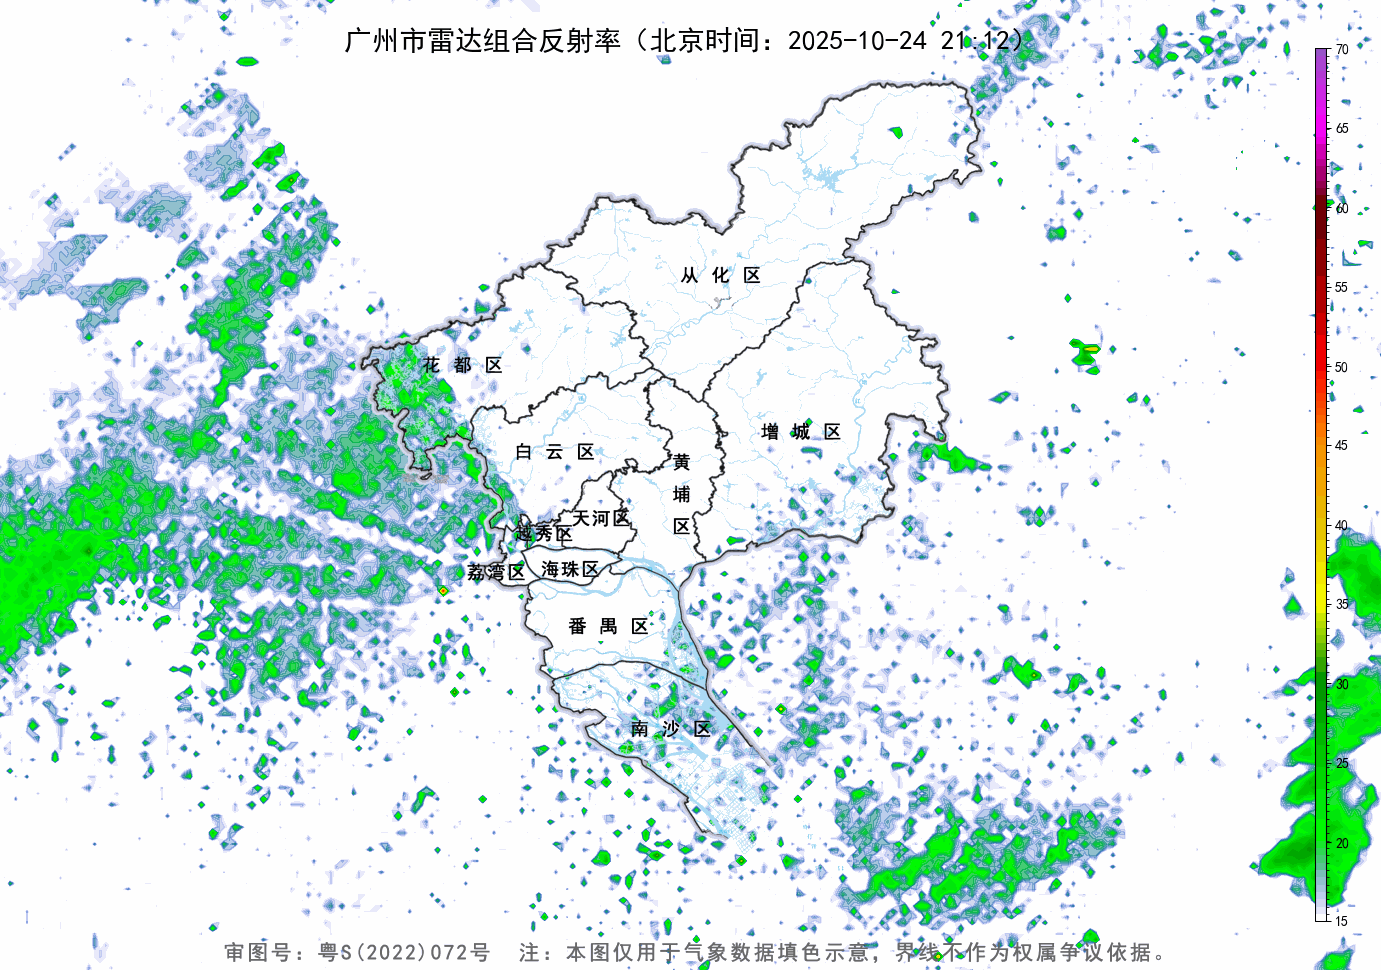 广州市雷达组合反射率（北京时间：2025-10-24 21:12）
70
65
60
55
50
45
40
35
30
25
20
15
从化区
花都区
增城区
白云区
黄埔区
天河区
越秀区
荔湾区
海珠区
番禺区
南沙区
审图号：粤S(2022)072号 注：本图仅用于气象数据填色示意，界线不作为权属争议依据。